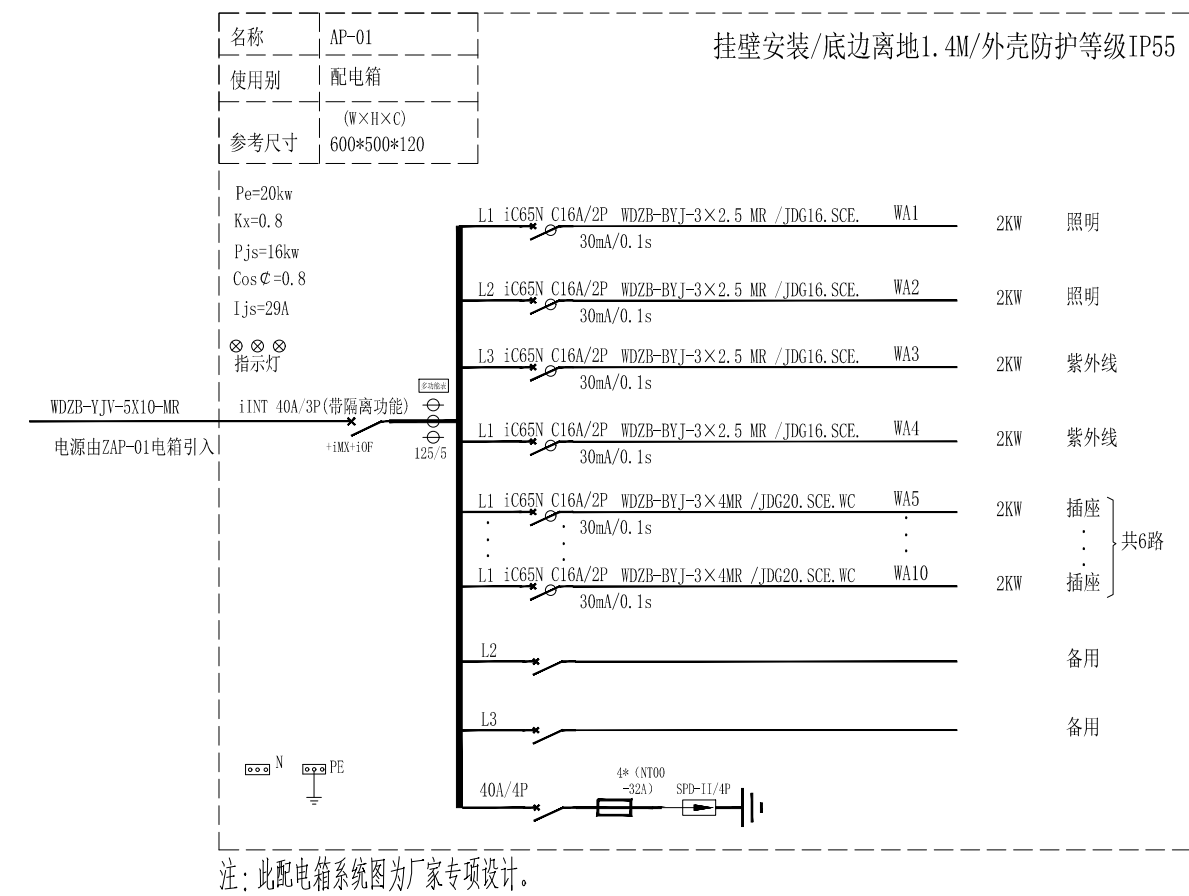 名称 AP-01
挂壁安装/底边离地1.4M/外壳防护等级IP55
使用别 配电箱
(W×H×C)
参考尺寸 600*500*120
Pe=20kw
Kx=0.8
Pjs=16kw
Cos₵=0.8
Ijs=29A
指示灯
WDZB-YJV-5X10-MR
电源由ZAP-01电箱引入
iINT 40A/3P(带隔离功能)
+iMX+iOF
多功能表
125/5
L1 iC65N C16A/2P WDZB-BYJ-3×2.5 MR /JDG16.SCE. WA1 2KW 照明
30mA/0.1s
L2 iC65N C16A/2P WDZB-BYJ-3×2.5 MR /JDG16.SCE. WA2 2KW 照明
30mA/0.1s
L3 iC65N C16A/2P WDZB-BYJ-3×2.5 MR /JDG16.SCE. WA3 2KW 紫外线
30mA/0.1s
L1 iC65N C16A/2P WDZB-BYJ-3×2.5 MR /JDG16.SCE. WA4 2KW 紫外线
30mA/0.1s
L1 iC65N C16A/2P WDZB-BYJ-3×4MR /JDG20.SCE.WC WA5 2KW 插座
30mA/0.1s
共6路
L1 iC65N C16A/2P WDZB-BYJ-3×4MR /JDG20.SCE.WC WA10 2KW 插座
30mA/0.1s
L2 备用
L3 备用
N PE
40A/4P
4*（NT00
-32A）
SPD-II/4P
注：此配电箱系统图为厂家专项设计。